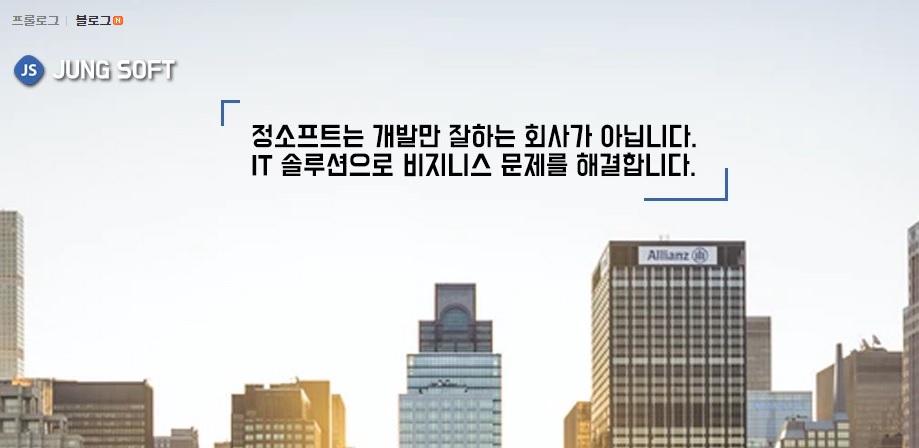 프롤로그 | 블로그 N
JS JUNG SOFT
정소프트는 개발만 잘하는 회사가 아닙니다.
IT 솔루션으로 비지니스 문제를 해결합니다.
Allianz